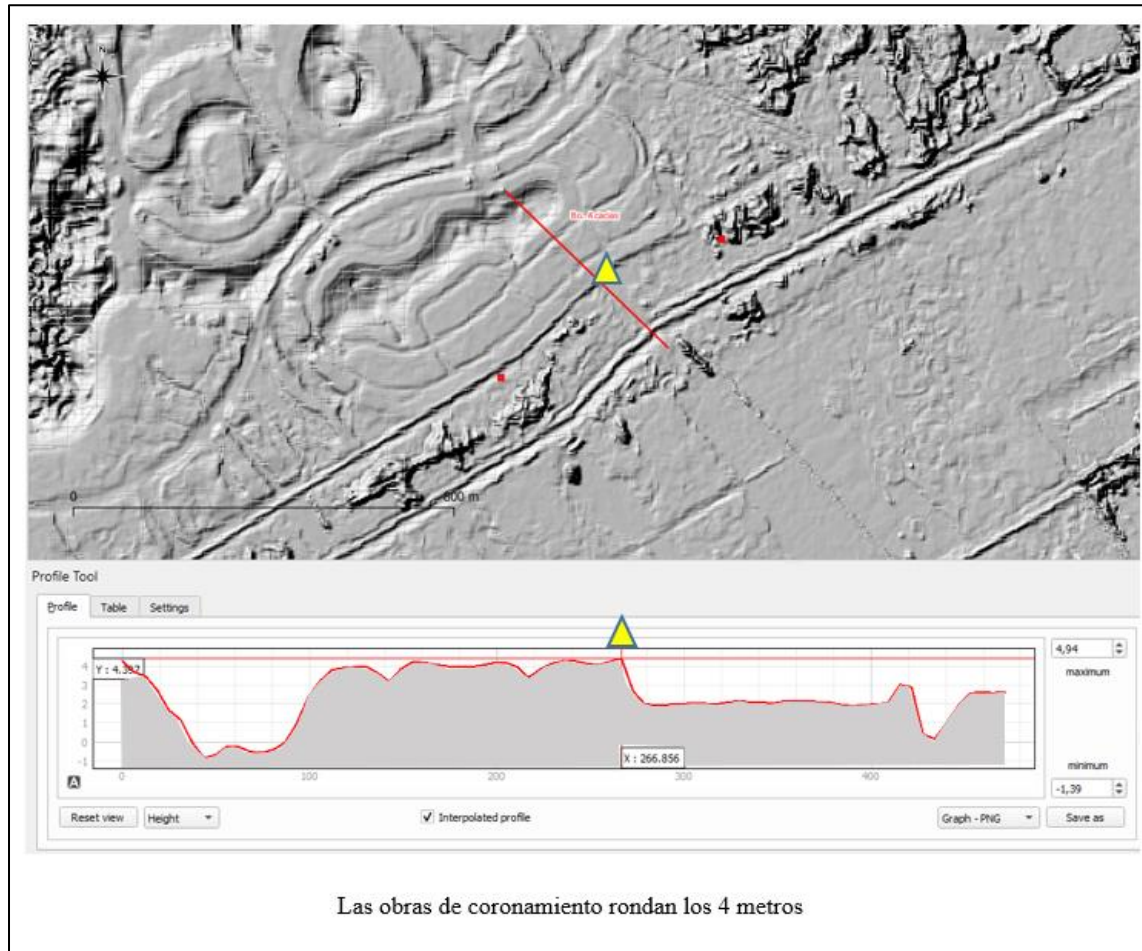 N
Bo. Acacias
0 800 m
Profile Tool
Profile Table Settings
Y : 4.397
4
3
2
1
0
-1
X : 266.856
0 100 200 300 400
4,94
maximum
minimum
-1,39
A
Reset view Height Interpolated profile Graph - PNG Save as
Las obras de coronamiento rondan los 4 metros